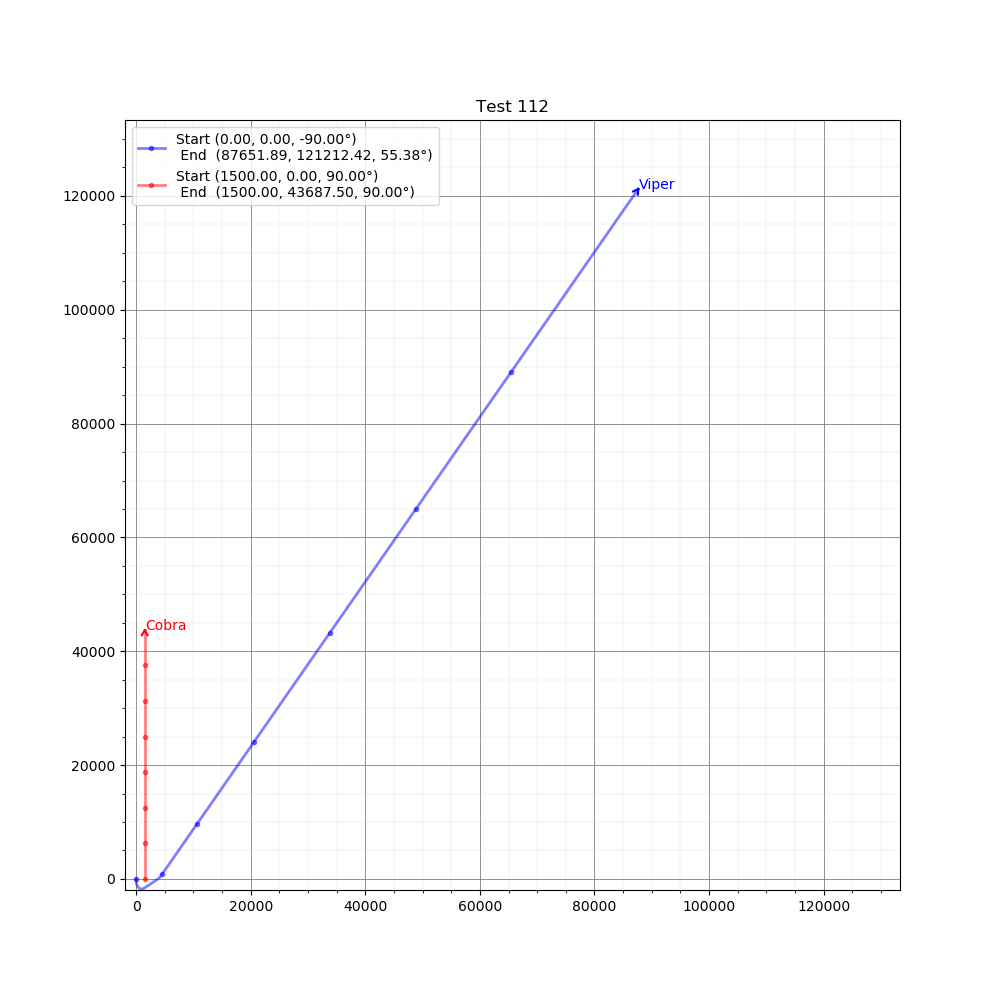 Test 112
Start (0.00, 0.00, -90.00°)
End (87651.89, 121212.42, 55.38°)
Start (1500.00, 0.00, 90.00°)
End (1500.00, 43687.50, 90.00°)
Viper
Cobra
120000
100000
80000
60000
40000
20000
0
0 20000 40000 60000 80000 100000 120000